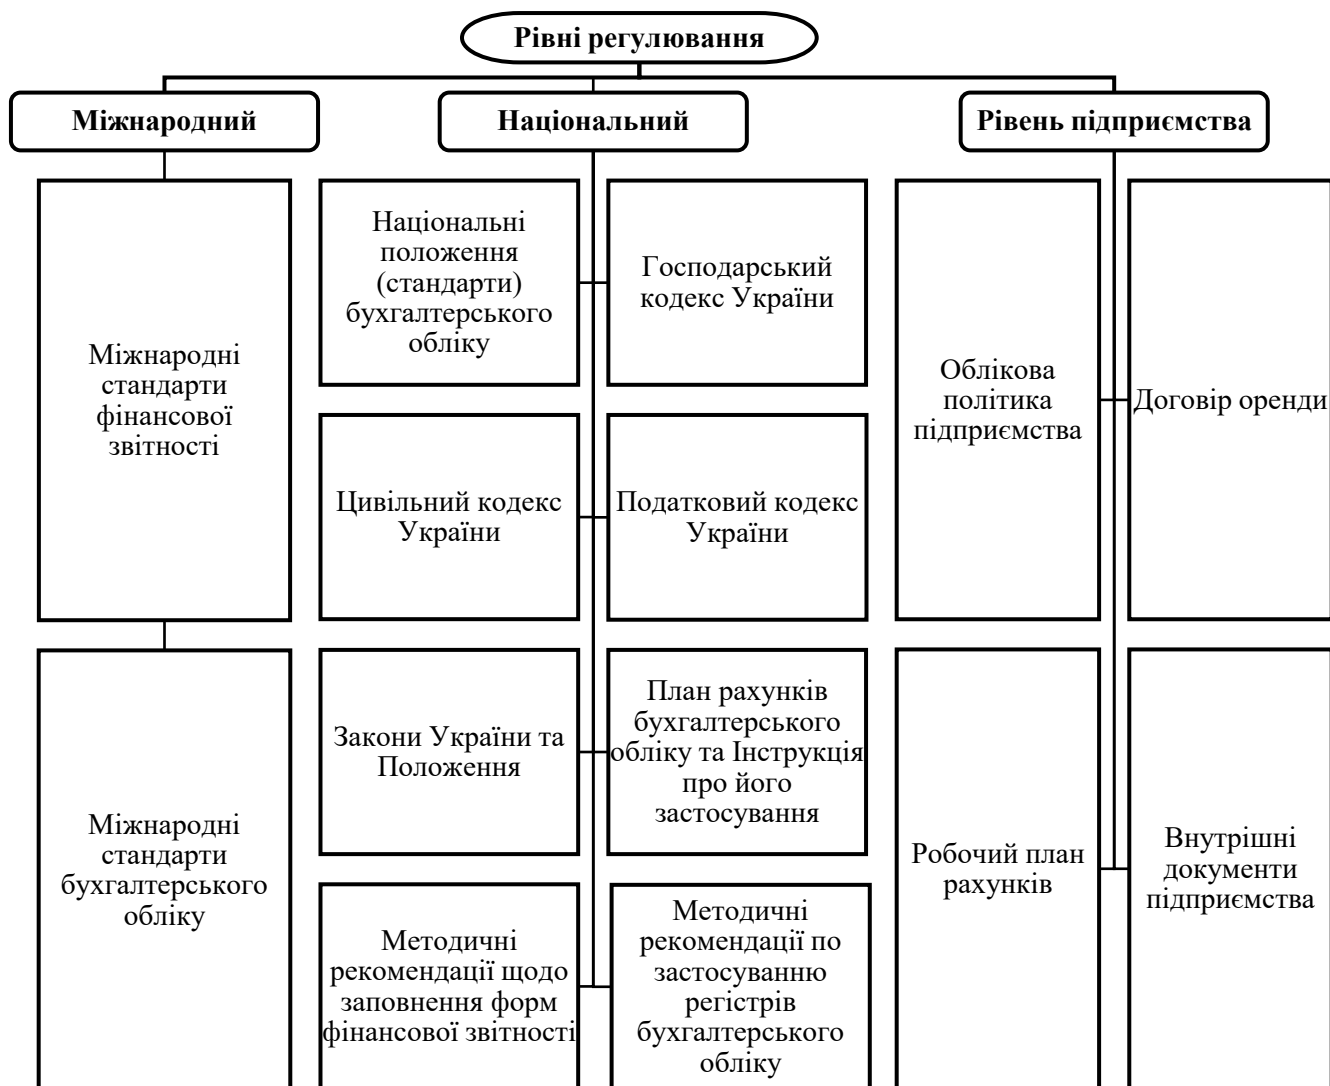 Рівні регулювання
Міжнародний
Національний
Рівень підприємства
Міжнародні
стандарти
фінансової
звітності
Міжнародні
стандарти
бухгалтерського
обліку
Національні
положення
(стандарти)
бухгалтерського
обліку
Господарський
кодекс України
Цивільний кодекс
України
Податковий кодекс
України
Закони України та
Положення
План рахунків
бухгалтерського
обліку та Інструкція
про його
застосування
Методичні
рекомендації щодо
заповнення форм
фінансової звітності
Методичні
рекомендації по
застосуванню
регістрів
бухгалтерського
обліку
Облікова
політика
підприємства
Договір оренди
Робочий план
рахунків
Внутрішні
документи
підприємства